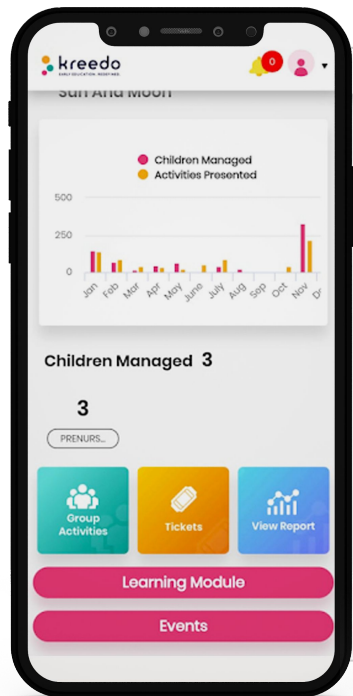 kreedo
EARLY EDUCATION. REDEFINED.
0
Sun And Moon
Children Managed
Activities Presented
500
250
0
Jan Feb Mar Apr May June July Aug Sep Oct Nov
Children Managed 3
3
PRENURS...
Group
Activities
Tickets
View Report
Learning Module
Events